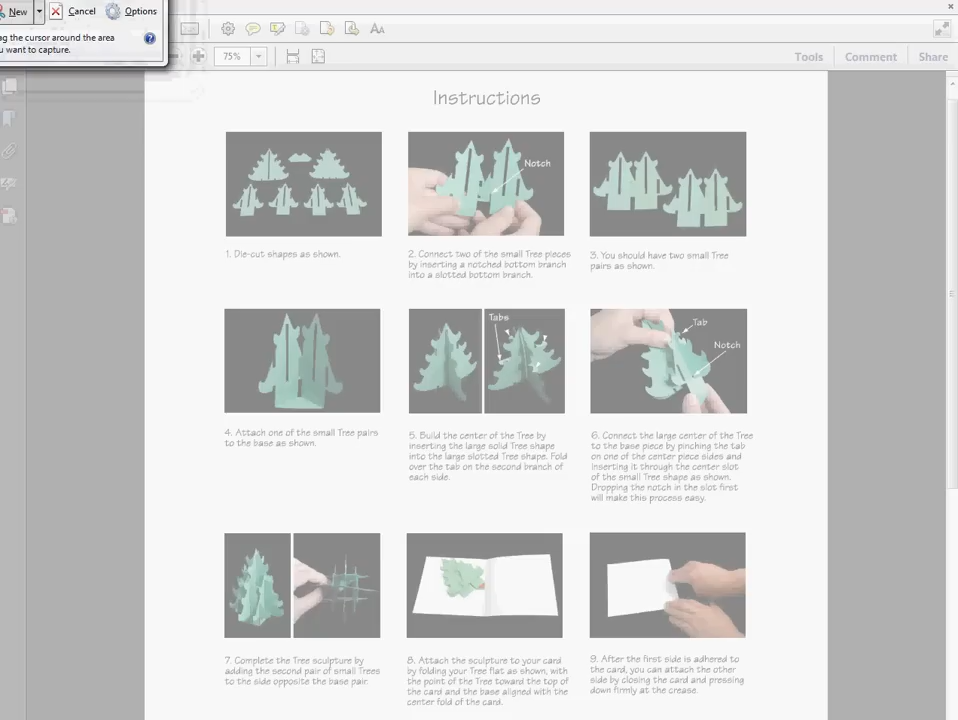 New
Cancel
Options
ag the cursor around the area
u want to capture.
75%
Tools
Comment
Share
Instructions
Notch
1. Die-cut shapes as shown.
2. Connect two of the small Tree pieces
by inserting a notched bottom branch
into a slotted bottom branch.
3. You should have two small Tree
pairs as shown.
Tabs
Tab
Notch
4. Attach one of the small Tree pairs
to the base as shown.
5. Build the center of the Tree by
inserting the large solid Tree shape
into the large slotted Tree shape. Fold
over the tab on the second branch of
each side.
6. Connect the large center of the Tree
to the base piece by pinching the tab
on one of the center piece sides and
inserting it through the center slot
of the small Tree shape as shown.
Dropping the notch in the slot first
will make this process easy.
7. Complete the Tree sculpture by
adding the second pair of small Trees
to the side opposite the base pair.
8. Attach the sculpture to your card
by folding your Tree flat as shown, with
the point of the Tree toward the top of
the card and the base aligned with the
center fold of the card.
9. After the first side is adhered to
the card, you can attach the other
side by closing the card and pressing
down firmly at the crease.